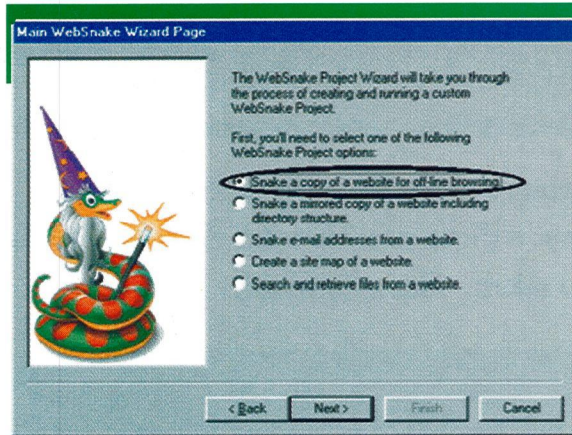 Main WebSnake Wizard Page
The WebSnake Project Wizard will take you through
the process of creating and running a custom
WebSnake Project.
First, you'll need to select one of the following
WebSnake Project options:
Snake a copy of a website for off-line browsing.
Snake a mirrored copy of a website including
directory structure.
Snake e-mail addresses from a website.
Create a site map of a website.
Search and retrieve files from a website.
< Back
Next >
Finish
Cancel